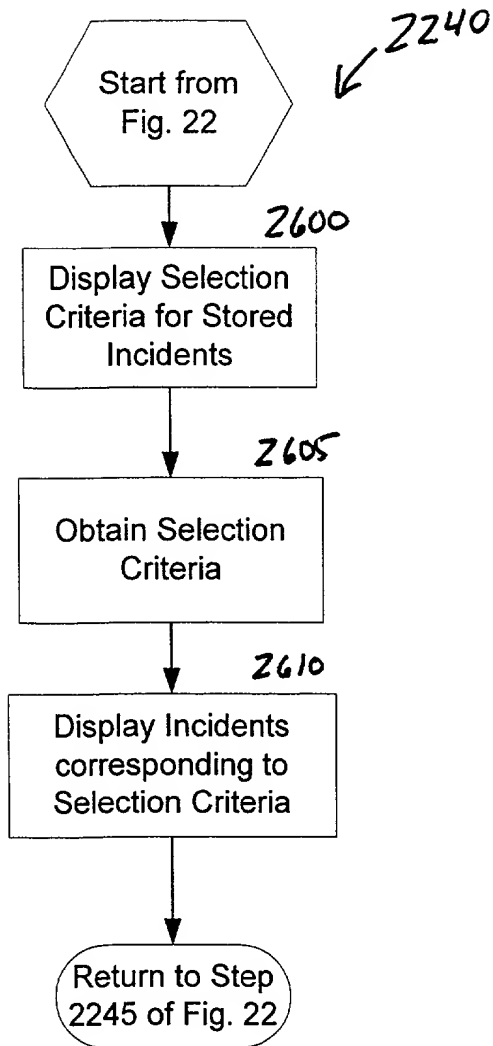 2240
Start from
Fig. 22
2600
Display Selection
Criteria for Stored
Incidents
2605
Obtain Selection
Criteria
2610
Display Incidents
corresponding to
Selection Criteria
Return to Step
2245 of Fig. 22